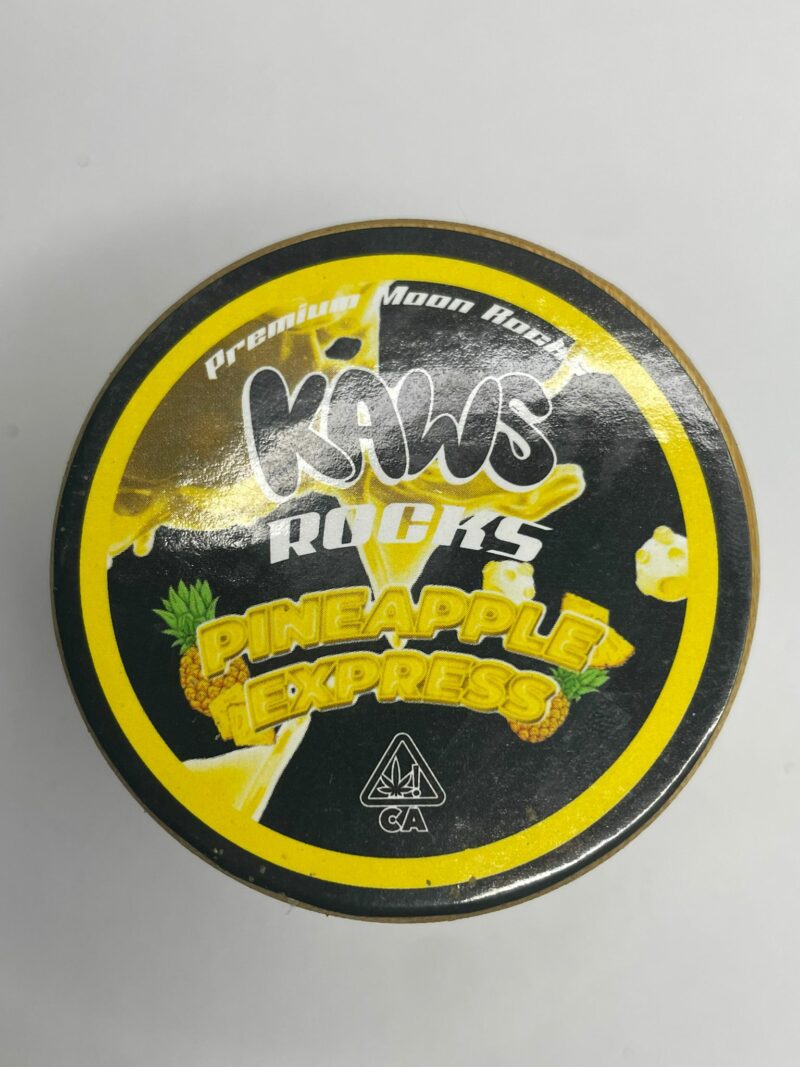 Premium Moon Rocks
KAWS
ROCKS
PINEAPPLE
EXPRESS
!
CA